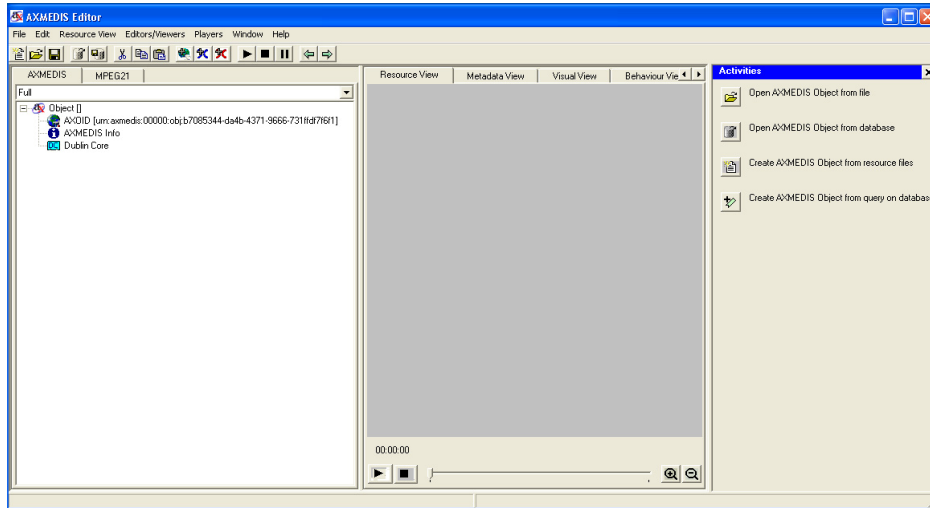 AXMEDIS Editor
File Edit Resource View Editors/Viewers Players Window Help
AXMEDIS MPEG21
Full
Object []
AXOID [urn:axmedis:00000:obj:b7085344-da4b-4371-9666-731ffdf7f6f1]
AXMEDIS Info
DC Dublin Core
Resource View Metadata View Visual View Behaviour Vie
00:00:00
Activities
Open AXMEDIS Object from file
Open AXMEDIS Object from database
Create AXMEDIS Object from resource files
Create AXMEDIS Object from query on databas